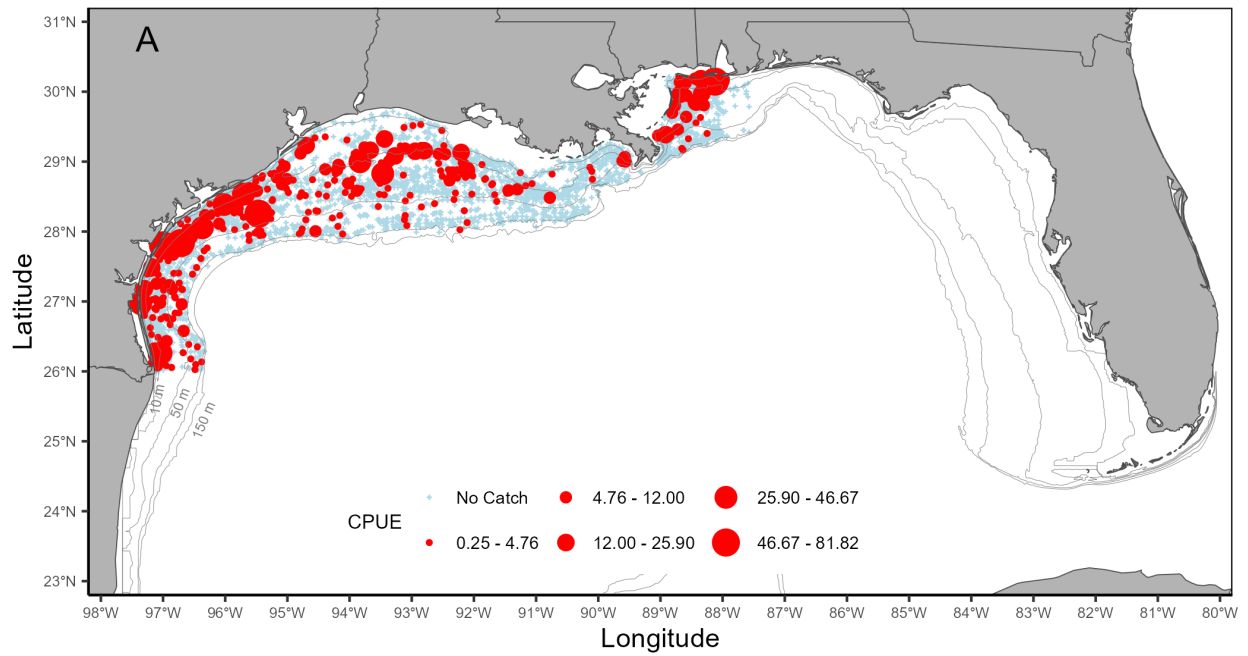 A
31°N
30°N
29°N
28°N
27°N
26°N
25°N
24°N
23°N
Latitude
10 m
50 m
150 m
CPUE
No Catch
4.76 - 12.00
25.90 - 46.67
0.25 - 4.76
12.00 - 25.90
46.67 - 81.82
98°W 97°W 96°W 95°W 94°W 93°W 92°W 91°W 90°W 89°W 88°W 87°W 86°W 85°W 84°W 83°W 82°W 81°W 80°W
Longitude